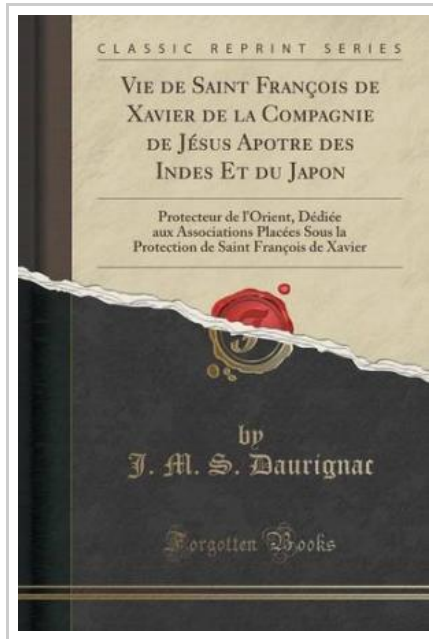 CLASSIC REPRINT SERIES
VIE DE SAINT FRANÇOIS DE
XAVIER DE LA COMPAGNIE
DE JÉSUS APOTRE DES
INDES ET DU JAPON
Protecteur de l'Orient, Dédiée
aux Associations Placées Sous la
Protection de Saint François de Xavier
by
J. M. S. Daurignac
Forgotten Books